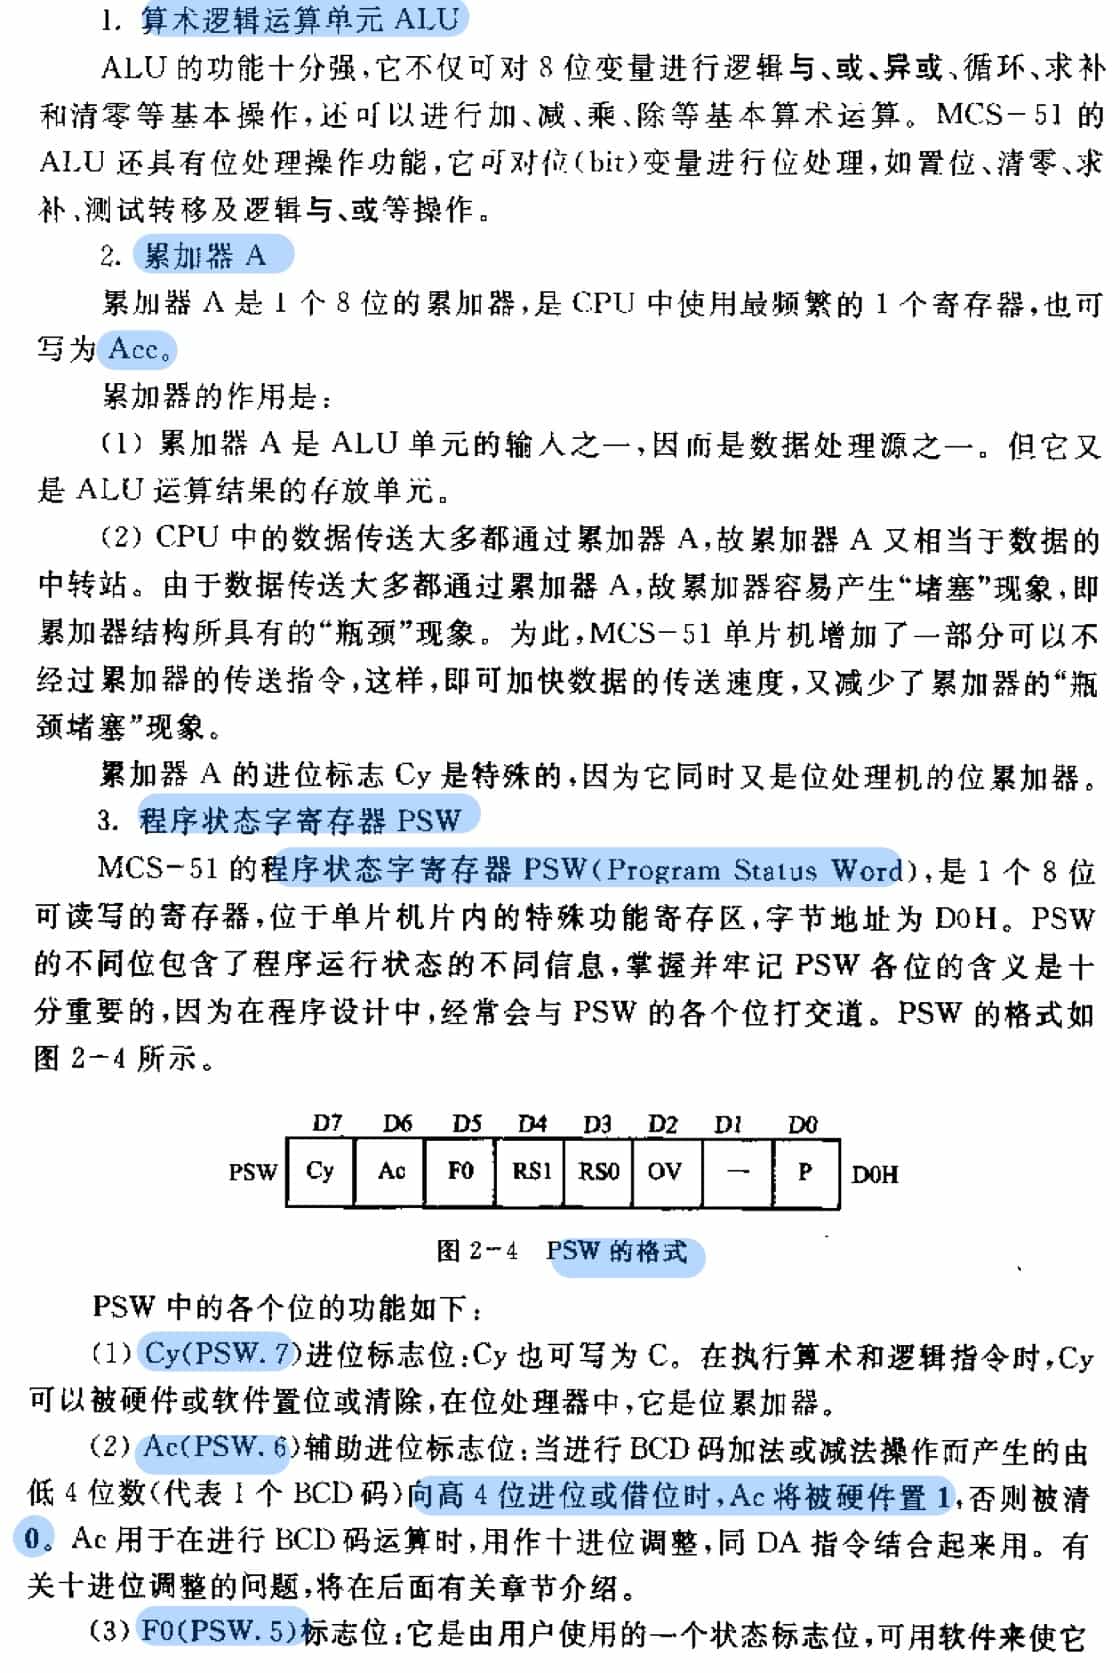 1. 算术逻辑运算单元 ALU
ALU 的功能十分强,它不仅可对 8 位变量进行逻辑与、或、异或、循环、求补
和清零等基本操作,还可以进行加、减、乘、除等基本算术运算。MCS-51 的
ALU 还具有位处理操作功能,它可对位(bit)变量进行位处理,如置位、清零、求
补、测试转移及逻辑与、或等操作。
2. 累加器 A
累加器 A 是 1 个 8 位的累加器,是 CPU 中使用最频繁的 1 个寄存器,也可
写为 Acc。
累加器的作用是:
(1) 累加器 A 是 ALU 单元的输入之一,因而是数据处理源之一。但它又
是 ALU 运算结果的存放单元。
(2) CPU 中的数据传送大多都通过累加器 A,故累加器 A 又相当于数据的
中转站。由于数据传送大多都通过累加器 A,故累加器容易产生“堵塞”现象,即
累加器结构所具有的“瓶颈”现象。为此,MCS-51 单片机增加了一部分可以不
经过累加器的传送指令,这样,即可加快数据的传送速度,又减少了累加器的“瓶
颈堵塞”现象。
累加器 A 的进位标志 Cy 是特殊的,因为它同时又是位处理机的位累加器。
3. 程序状态字寄存器 PSW
MCS-51 的程序状态字寄存器 PSW(Program Status Word),是 1 个 8 位
可读写的寄存器,位于单片机片内的特殊功能寄存区,字节地址为 D0H。PSW
的不同位包含了程序运行状态的不同信息,掌握并牢记 PSW 各位的含义是十
分重要的,因为在程序设计中,经常会与 PSW 的各个位打交道。PSW 的格式如
图 2-4 所示。
D7 D6 D5 D4 D3 D2 D1 D0
PSW Cy Ac F0 RS1 RS0 OV — P D0H
图 2-4 PSW 的格式
PSW 中的各个位的功能如下:
(1) Cy(PSW.7)进位标志位:Cy 也可写为 C。在执行算术和逻辑指令时,Cy
可以被硬件或软件置位或清除,在位处理器中,它是位累加器。
(2) Ac(PSW.6)辅助进位标志位:当进行 BCD 码加法或减法操作而产生的由
低 4 位数(代表 1 个 BCD 码)向高 4 位进位或借位时,Ac 将被硬件置 1,否则被清
0。Ac 用于在进行 BCD 码运算时,用作十进位调整,同 DA 指令结合起来用。有
关十进位调整的问题,将在后面有关章节介绍。
(3) F0(PSW.5)标志位:它是由用户使用的一个状态标志位,可用软件来使它